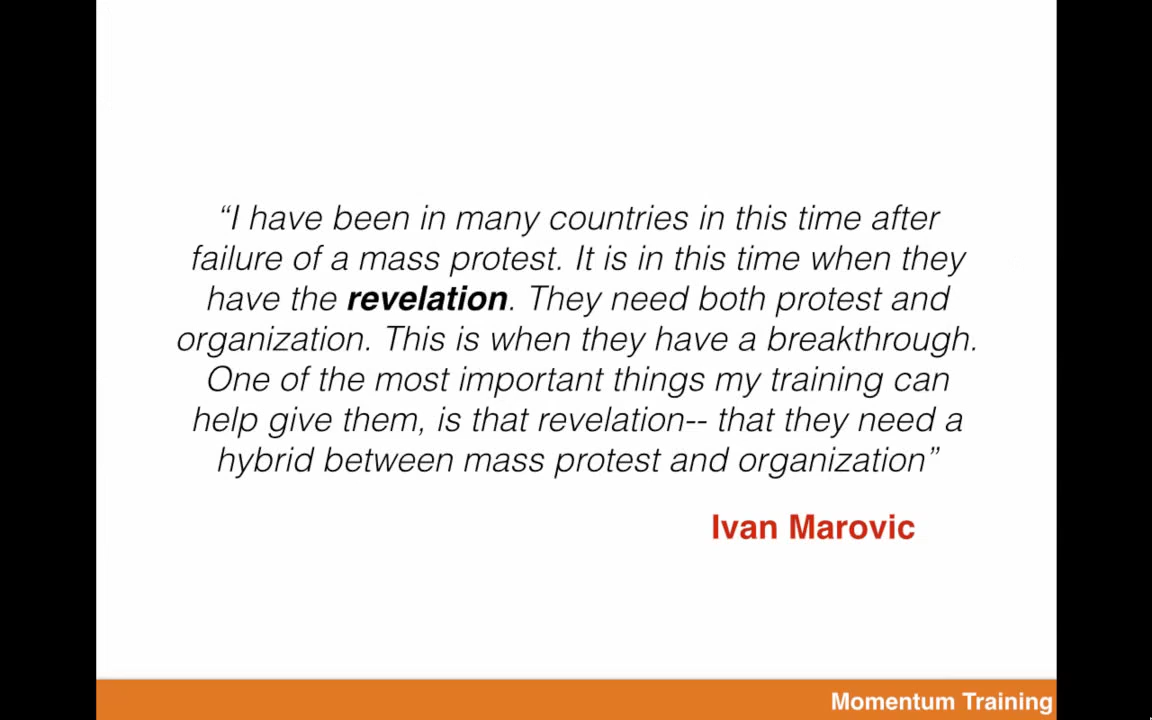 “I have been in many countries in this time after
failure of a mass protest. It is in this time when they
have the revelation. They need both protest and
organization. This is when they have a breakthrough.
One of the most important things my training can
help give them, is that revelation-- that they need a
hybrid between mass protest and organization”
Ivan Marovic
Momentum Training